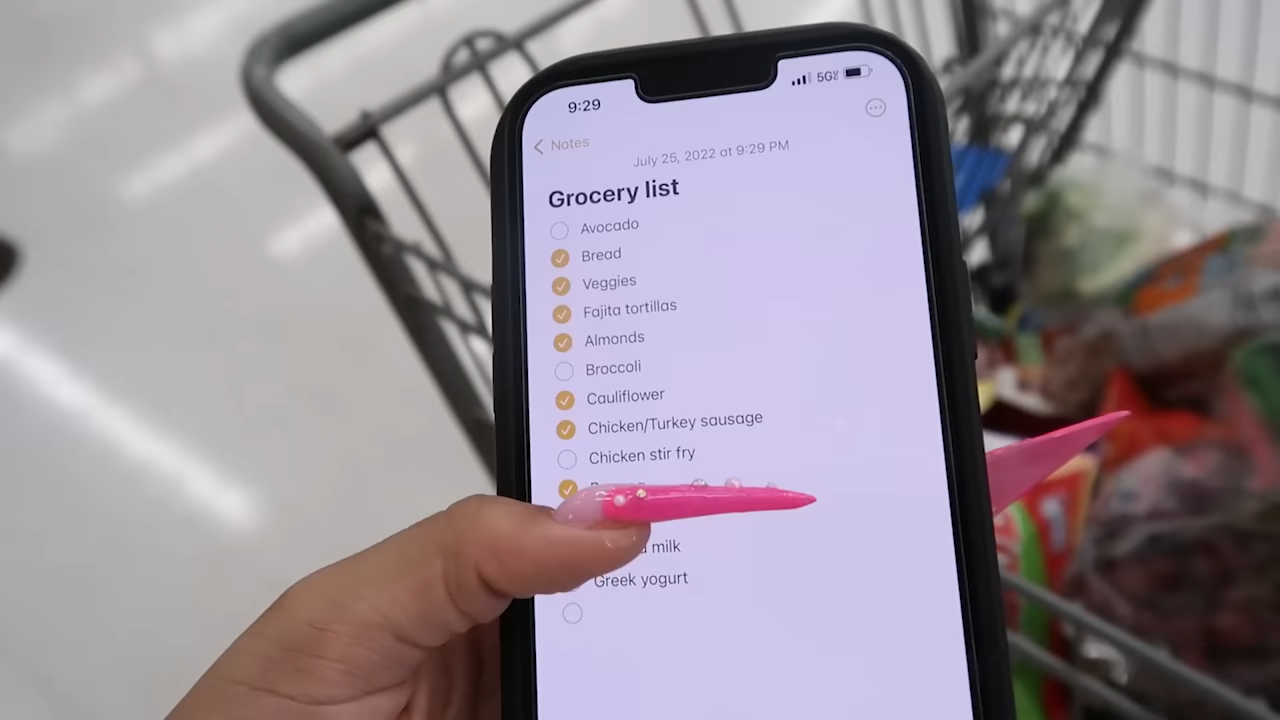 9:29
5G
Notes
July 25, 2022 at 9:29 PM
Grocery list
Avocado
Bread
Veggies
Fajita tortillas
Almonds
Broccoli
Cauliflower
Chicken/Turkey sausage
Chicken stir fry
milk
Greek yogurt